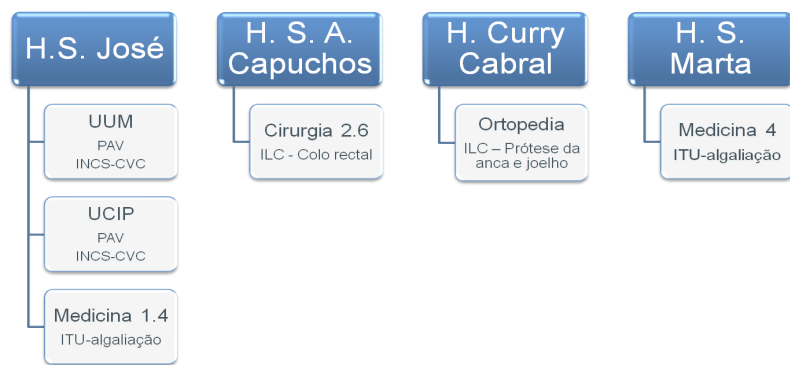 H.S. José
UUM
PAV
INCS-CVC
UCIP
PAV
INCS-CVC
Medicina 1.4
ITU-algaliação
H. S. A.
Capuchos
Cirurgia 2.6
ILC - Colo rectal
H. Curry
Cabral
Ortopedia
ILC – Prótese da
anca e joelho
H. S.
Marta
Medicina 4
ITU-algaliação